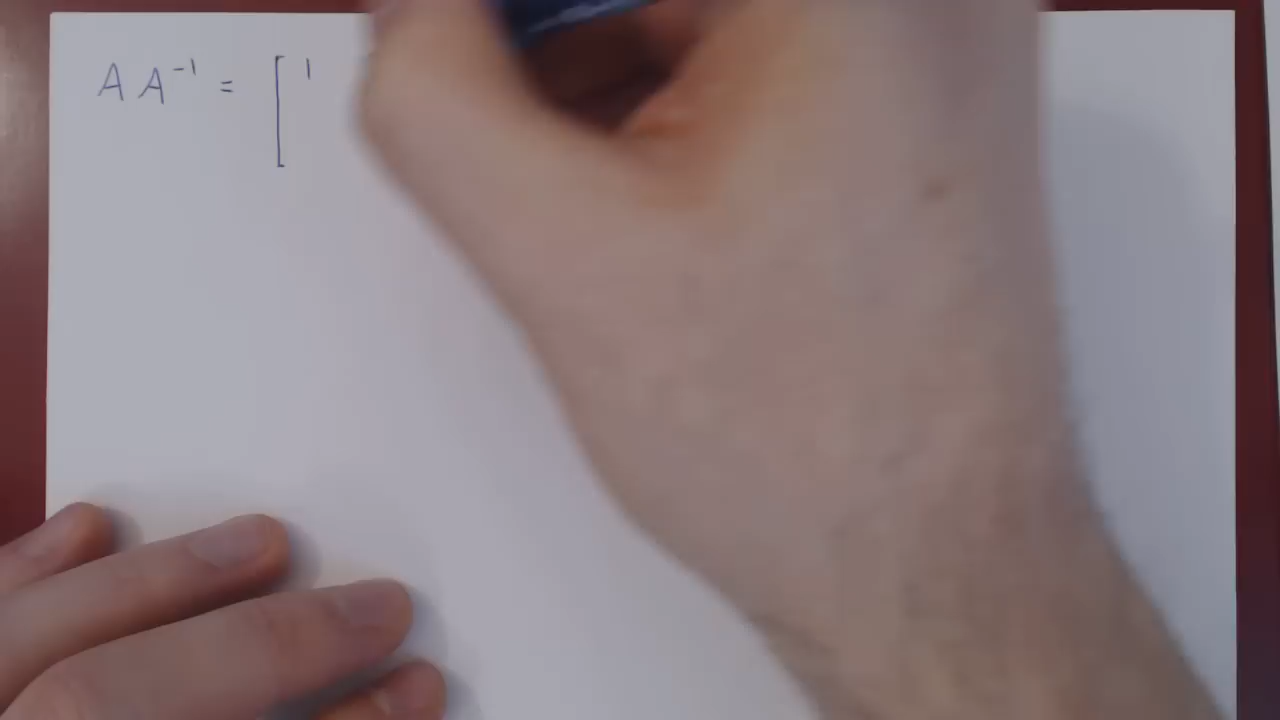 A A⁻¹ = [ 1